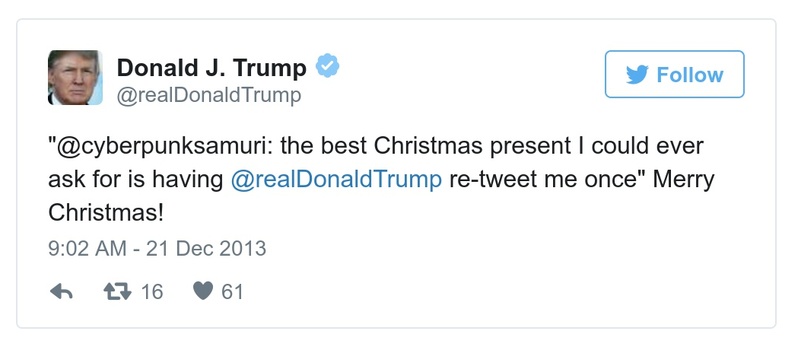 Donald J. Trump
@realDonaldTrump
Follow
"@cyberpunksamuri: the best Christmas present I could ever
ask for is having @realDonaldTrump re-tweet me once" Merry
Christmas!
9:02 AM - 21 Dec 2013
16 61